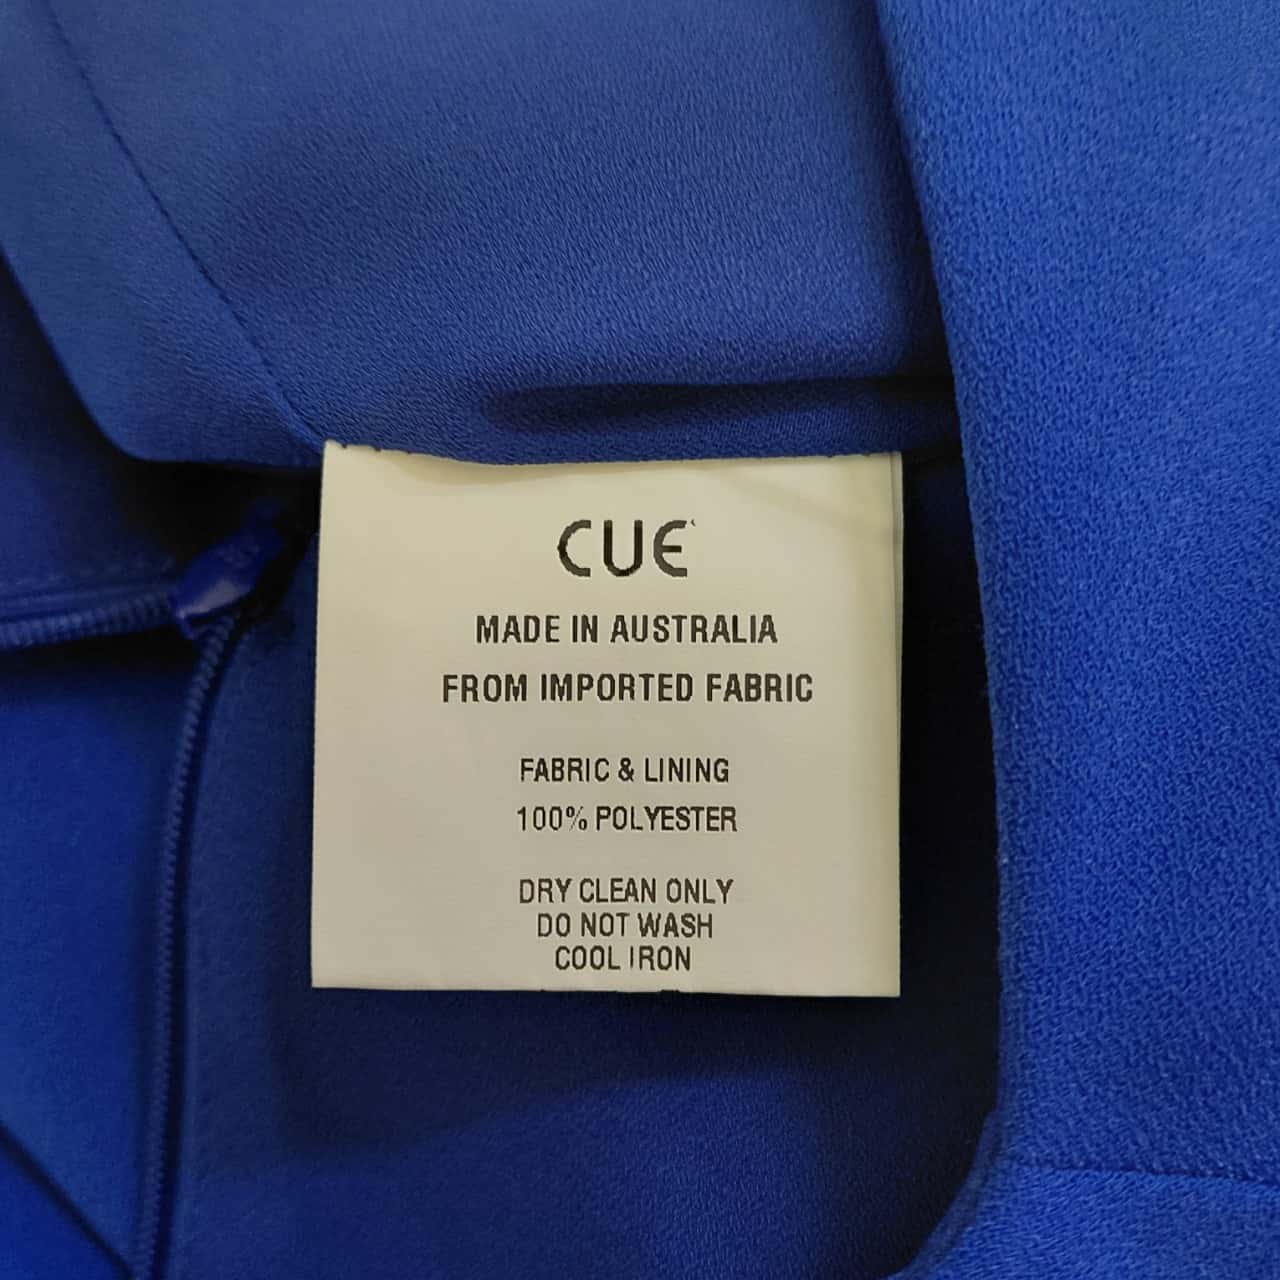 CUE
MADE IN AUSTRALIA
FROM IMPORTED FABRIC
FABRIC & LINING
100% POLYESTER
DRY CLEAN ONLY
DO NOT WASH
COOL IRON